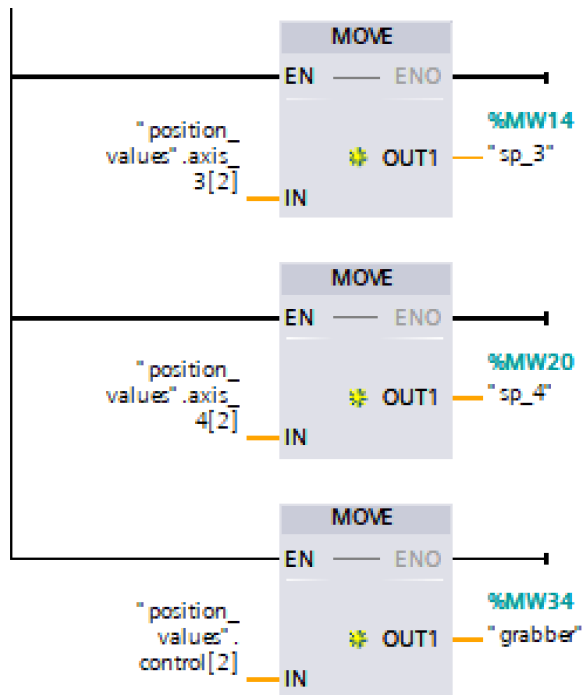 MOVE
EN ENO
%MW14
"position_
values".axis_
3[2]
OUT1
"sp_3"
IN
MOVE
EN ENO
%MW20
"position_
values".axis_
4[2]
OUT1
"sp_4"
IN
MOVE
EN ENO
%MW34
"position_
values".
control[2]
OUT1
"grabber"
IN